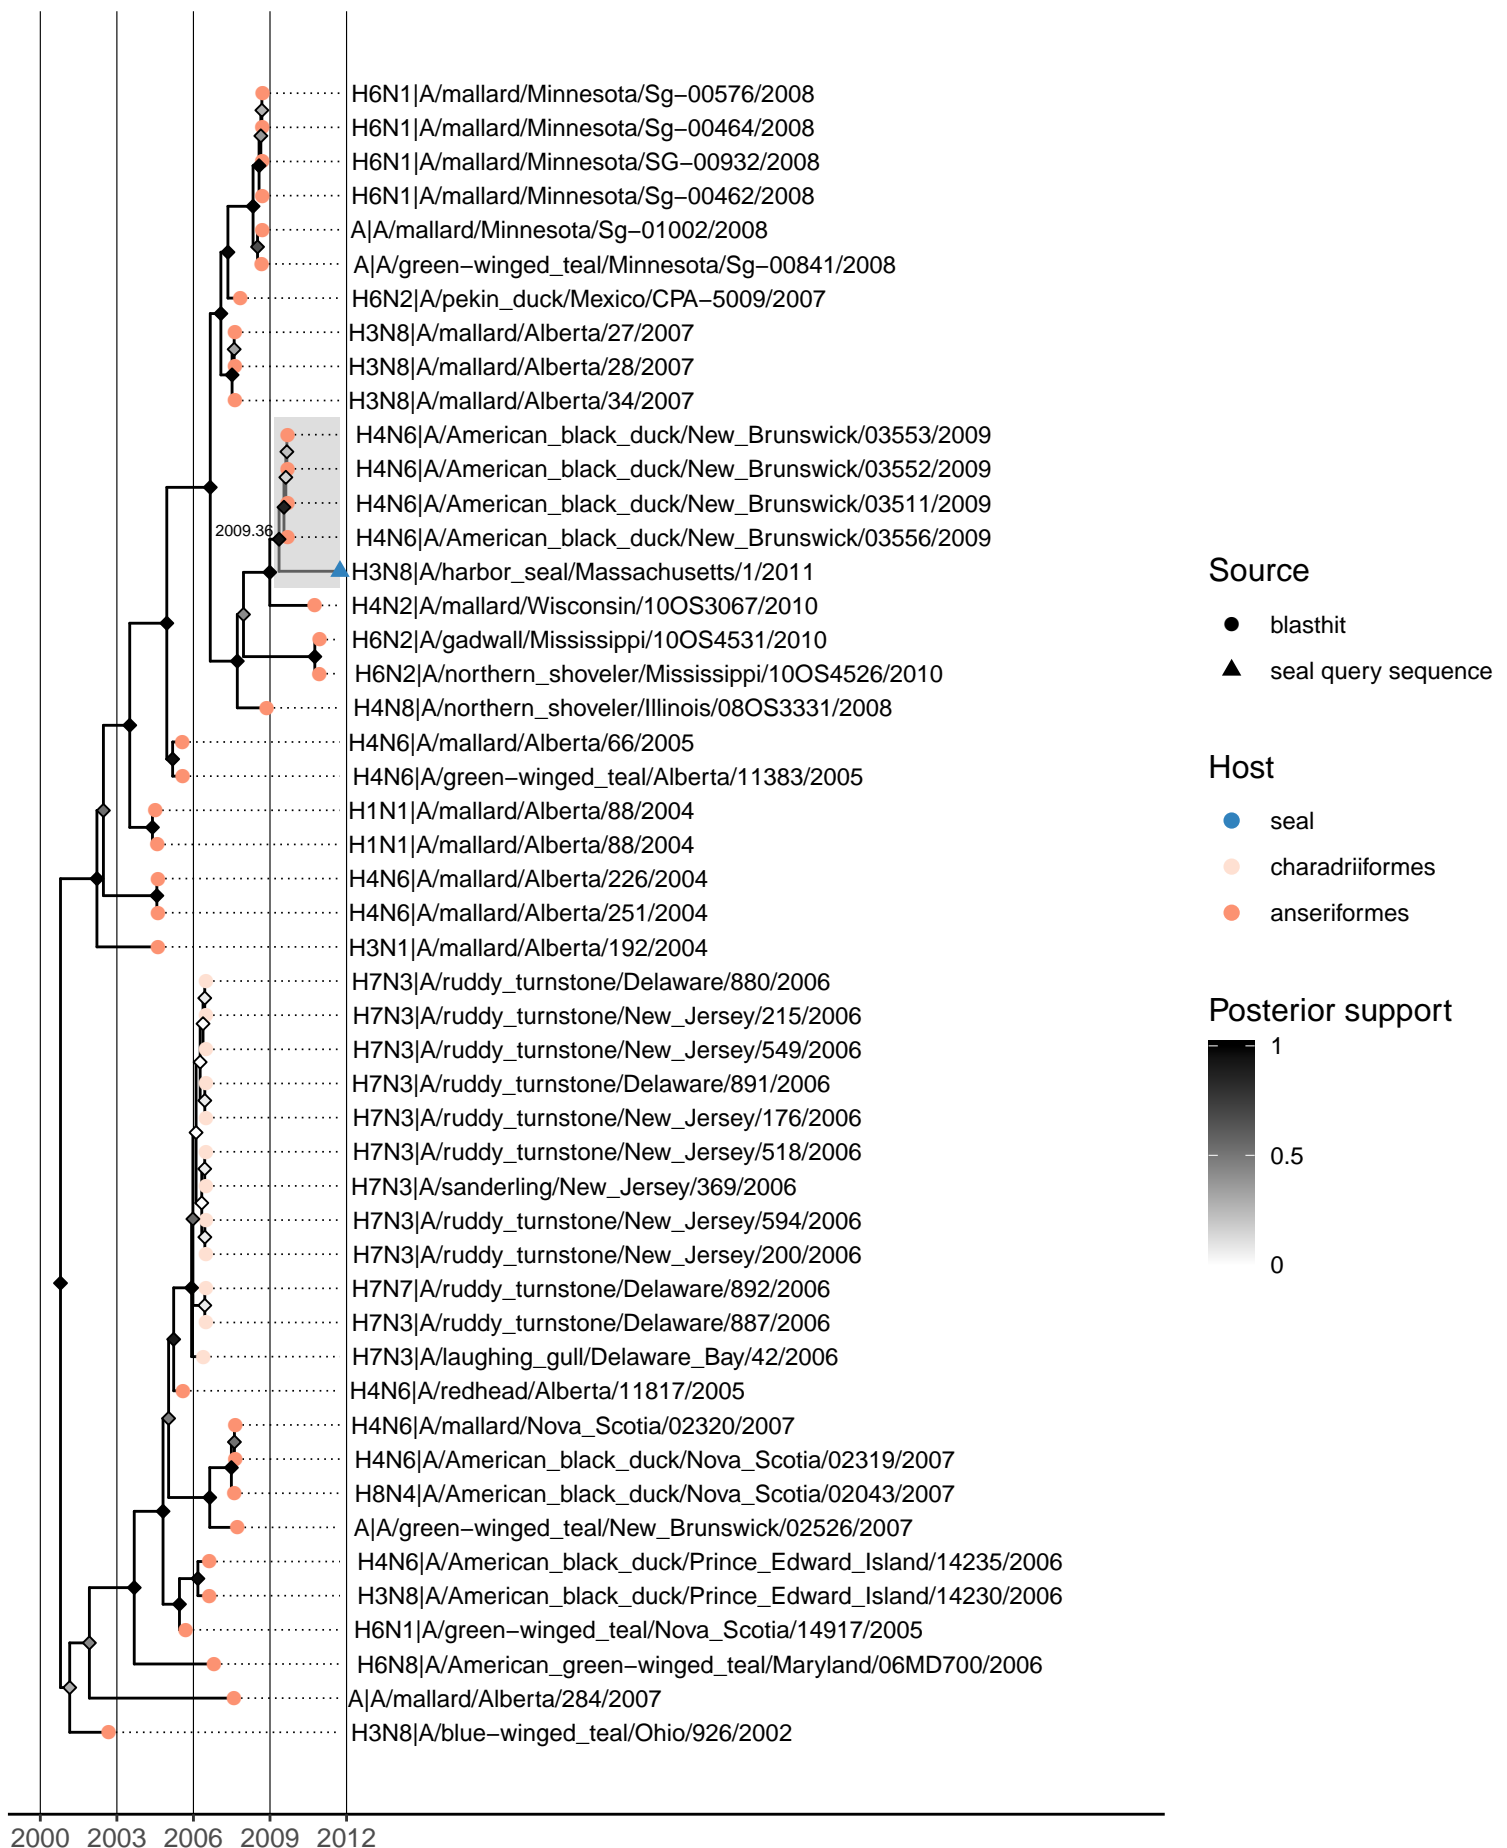 H6N1|A/mallard/Minnesota/Sg−00576/2008
H6N1|A/mallard/Minnesota/Sg−00464/2008
H6N1|A/mallard/Minnesota/SG−00932/2008
H6N1|A/mallard/Minnesota/Sg−00462/2008
A|A/mallard/Minnesota/Sg−01002/2008
A|A/green−winged_teal/Minnesota/Sg−00841/2008
H6N2|A/pekin_duck/Mexico/CPA−5009/2007
H3N8|A/mallard/Alberta/27/2007
H3N8|A/mallard/Alberta/28/2007
H3N8|A/mallard/Alberta/34/2007
H4N6|A/American_black_duck/New_Brunswick/03553/2009
H4N6|A/American_black_duck/New_Brunswick/03552/2009
H4N6|A/American_black_duck/New_Brunswick/03511/2009
2009.36
H4N6|A/American_black_duck/New_Brunswick/03556/2009
H3N8|A/harbor_seal/Massachusetts/1/2011
H4N2|A/mallard/Wisconsin/10OS3067/2010
H6N2|A/gadwall/Mississippi/10OS4531/2010
H6N2|A/northern_shoveler/Mississippi/10OS4526/2010
H4N8|A/northern_shoveler/Illinois/08OS3331/2008
H4N6|A/mallard/Alberta/66/2005
H4N6|A/green−winged_teal/Alberta/11383/2005
H1N1|A/mallard/Alberta/88/2004
H1N1|A/mallard/Alberta/88/2004
H4N6|A/mallard/Alberta/226/2004
H4N6|A/mallard/Alberta/251/2004
H3N1|A/mallard/Alberta/192/2004
H7N3|A/ruddy_turnstone/Delaware/880/2006
H7N3|A/ruddy_turnstone/New_Jersey/215/2006
H7N3|A/ruddy_turnstone/New_Jersey/549/2006
H7N3|A/ruddy_turnstone/Delaware/891/2006
H7N3|A/ruddy_turnstone/New_Jersey/176/2006
H7N3|A/ruddy_turnstone/New_Jersey/518/2006
H7N3|A/sanderling/New_Jersey/369/2006
H7N3|A/ruddy_turnstone/New_Jersey/594/2006
H7N3|A/ruddy_turnstone/New_Jersey/200/2006
H7N7|A/ruddy_turnstone/Delaware/892/2006
H7N3|A/ruddy_turnstone/Delaware/887/2006
H7N3|A/laughing_gull/Delaware_Bay/42/2006
H4N6|A/redhead/Alberta/11817/2005
H4N6|A/mallard/Nova_Scotia/02320/2007
H4N6|A/American_black_duck/Nova_Scotia/02319/2007
H8N4|A/American_black_duck/Nova_Scotia/02043/2007
A|A/green−winged_teal/New_Brunswick/02526/2007
H4N6|A/American_black_duck/Prince_Edward_Island/14235/2006
H3N8|A/American_black_duck/Prince_Edward_Island/14230/2006
H6N1|A/green−winged_teal/Nova_Scotia/14917/2005
H6N8|A/American_green−winged_teal/Maryland/06MD700/2006
A|A/mallard/Alberta/284/2007
H3N8|A/blue−winged_teal/Ohio/926/2002
2000 2003 2006 2009 2012
Source
blasthit
seal query sequence
Host
seal
charadriiformes
anseriformes
Posterior support
1
0.5
0